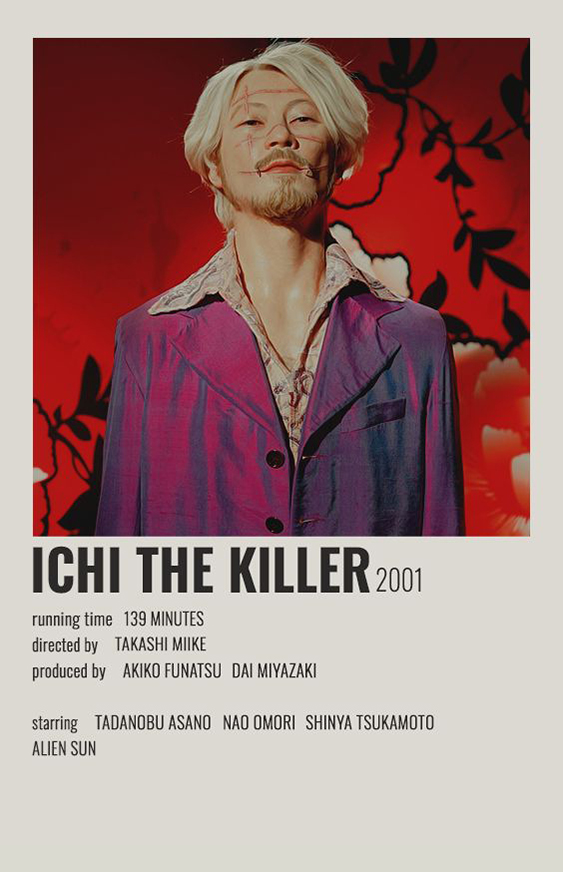 ICHI THE KILLER 2001
running time 139 MINUTES
directed by TAKASHI MIIKE
produced by AKIKO FUNATSU DAI MIYAZAKI
starring TADANOBU ASANO NAO OMORI SHINYA TSUKAMOTO
ALIEN SUN